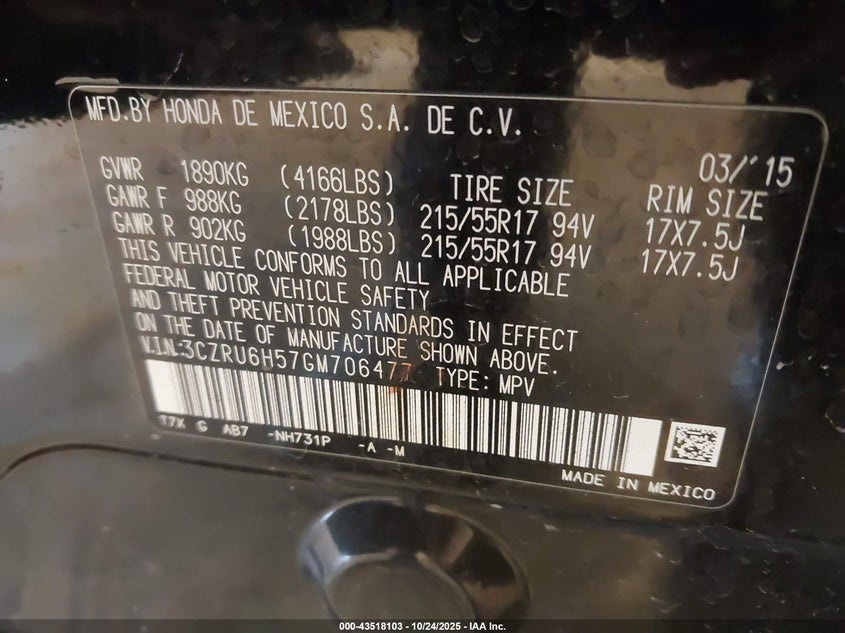 MFD.BY HONDA DE MEXICO S.A. DE C.V.
03/'15
GVWR 1890KG (4166LBS) TIRE SIZE RIM SIZE
GAWR F 988KG (2178LBS) 215/55R17 94V 17X7.5J
GAWR R 902KG (1988LBS) 215/55R17 94V 17X7.5J
THIS VEHICLE CONFORMS TO ALL APPLICABLE
FEDERAL MOTOR VEHICLE SAFETY
AND THEFT PREVENTION STANDARDS IN EFFECT
ON THE DATE OF MANUFACTURE SHOWN ABOVE.
V.I.N.:3CZRU6H57GM706477 TYPE: MPV
T7X G AB7 -NH731P -A -M
MADE IN MEXICO
000-43518103 - 10/24/2025 - IAA Inc.